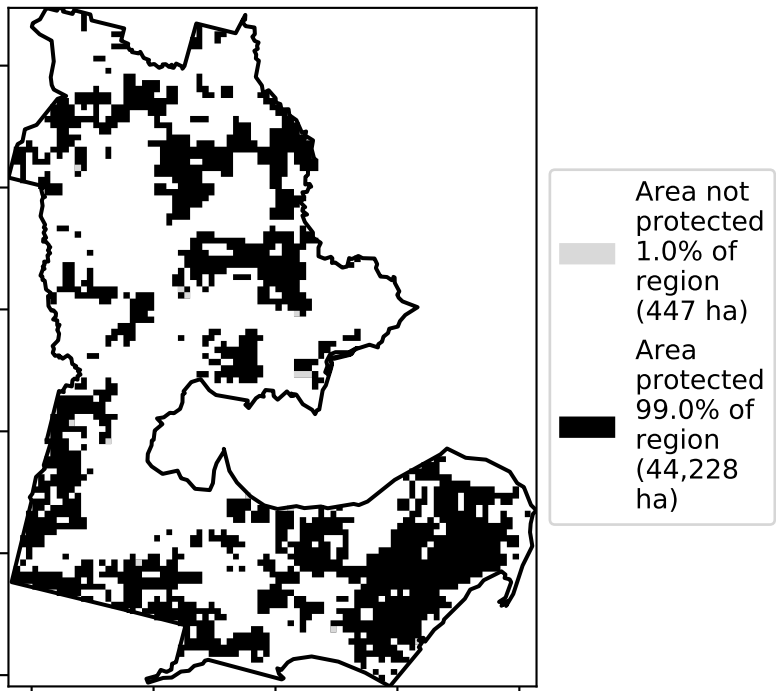 Area not
protected
1.0% of
region
(447 ha)
Area
protected
99.0% of
region
(44,228
ha)